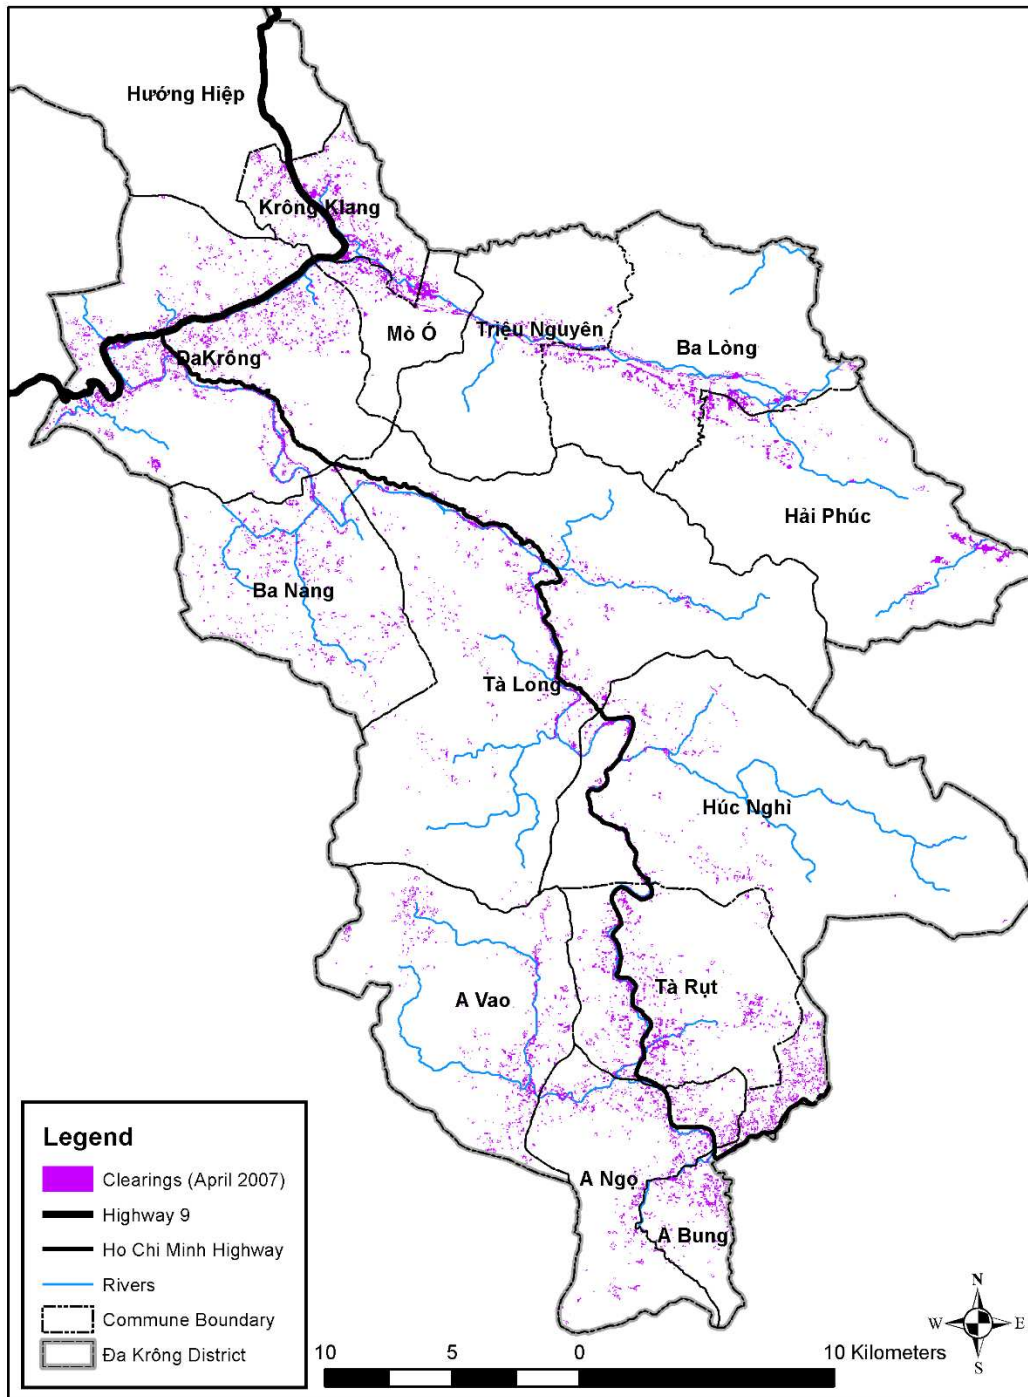 Hướng Hiệp
Krông Klang
Mò Ó
Triệu Nguyên
Ba Lòng
ĐaKrông
Hải Phúc
Ba Nang
Tà Long
Húc Nghì
A Vao
Tà Rụt
A Ngọ
A Bung
Legend
Clearings (April 2007)
Highway 9
Ho Chi Minh Highway
Rivers
Commune Boundary
Đa Krông District
10 5 0 10 Kilometers
N
W E
S